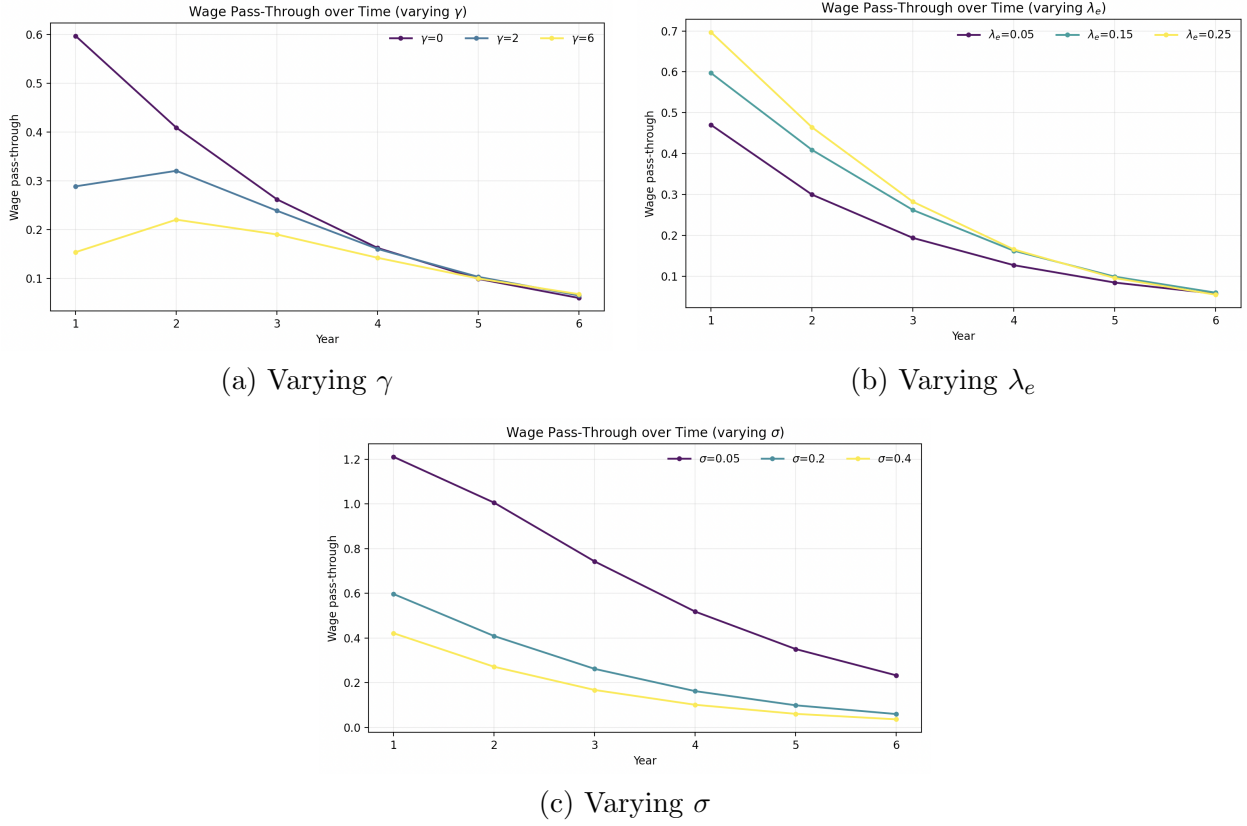 Wage Pass-Through over Time (varying γ)
γ=0 γ=2 γ=6
Wage pass-through
0.6
0.5
0.4
0.3
0.2
0.1
1 2 3 4 5 6
Year
(a) Varying γ
Wage Pass-Through over Time (varying λₑ)
λₑ=0.05 λₑ=0.15 λₑ=0.25
Wage pass-through
0.7
0.6
0.5
0.4
0.3
0.2
0.1
1 2 3 4 5 6
Year
(b) Varying λₑ
Wage Pass-Through over Time (varying σ)
σ=0.05 σ=0.2 σ=0.4
Wage pass-through
1.2
1.0
0.8
0.6
0.4
0.2
0.0
1 2 3 4 5 6
Year
(c) Varying σ